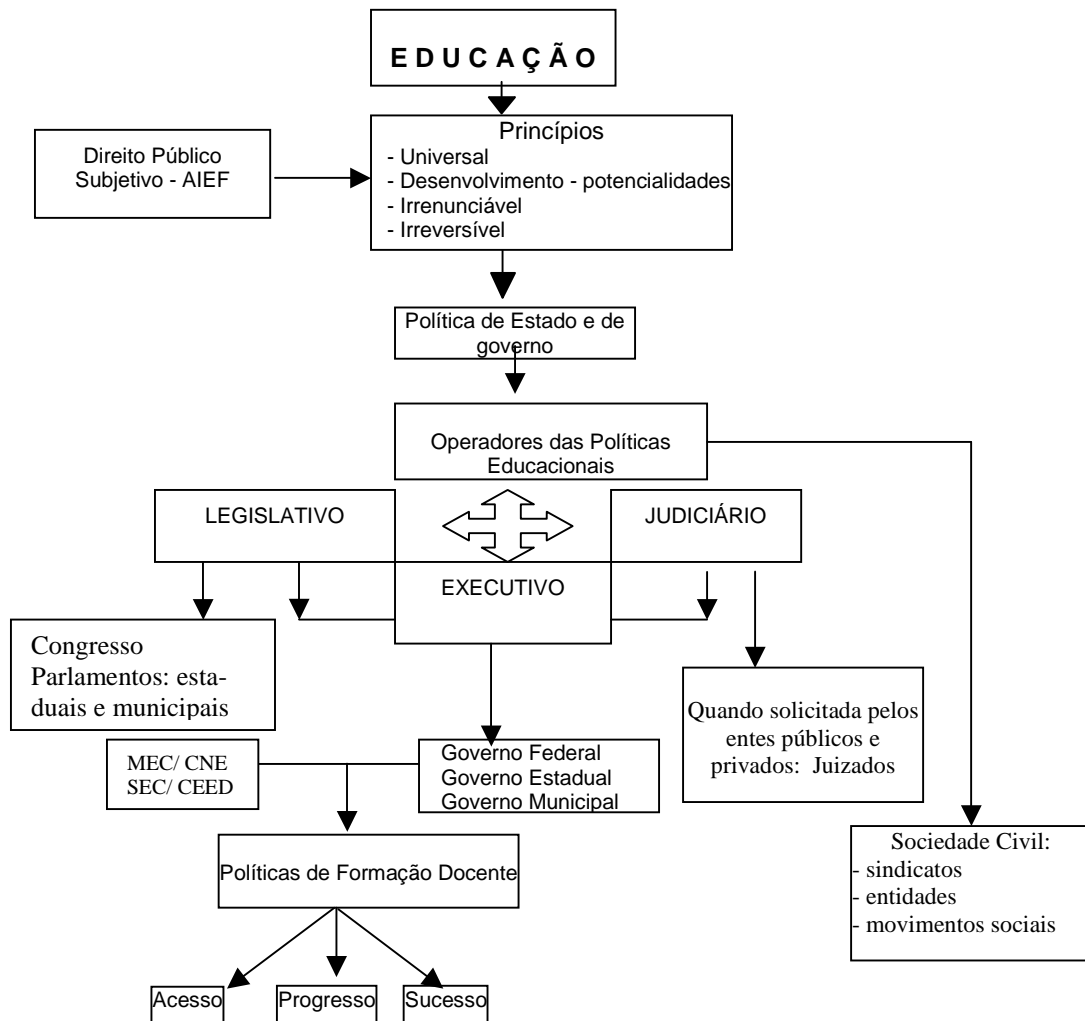 E D U C A Ç Ã O
Direito Público
Subjetivo - AIEF
Princípios
- Universal
- Desenvolvimento - potencialidades
- Irrenunciável
- Irreversível
Política de Estado e de
governo
Operadores das Políticas
Educacionais
LEGISLATIVO
JUDICIÁRIO
EXECUTIVO
Congresso
Parlamentos: esta-
duais e municipais
Quando solicitada pelos
entes públicos e
privados: Juizados
MEC/ CNE
SEC/ CEED
Governo Federal
Governo Estadual
Governo Municipal
Sociedade Civil:
- sindicatos
- entidades
- movimentos sociais
Políticas de Formação Docente
Acesso
Progresso
Sucesso